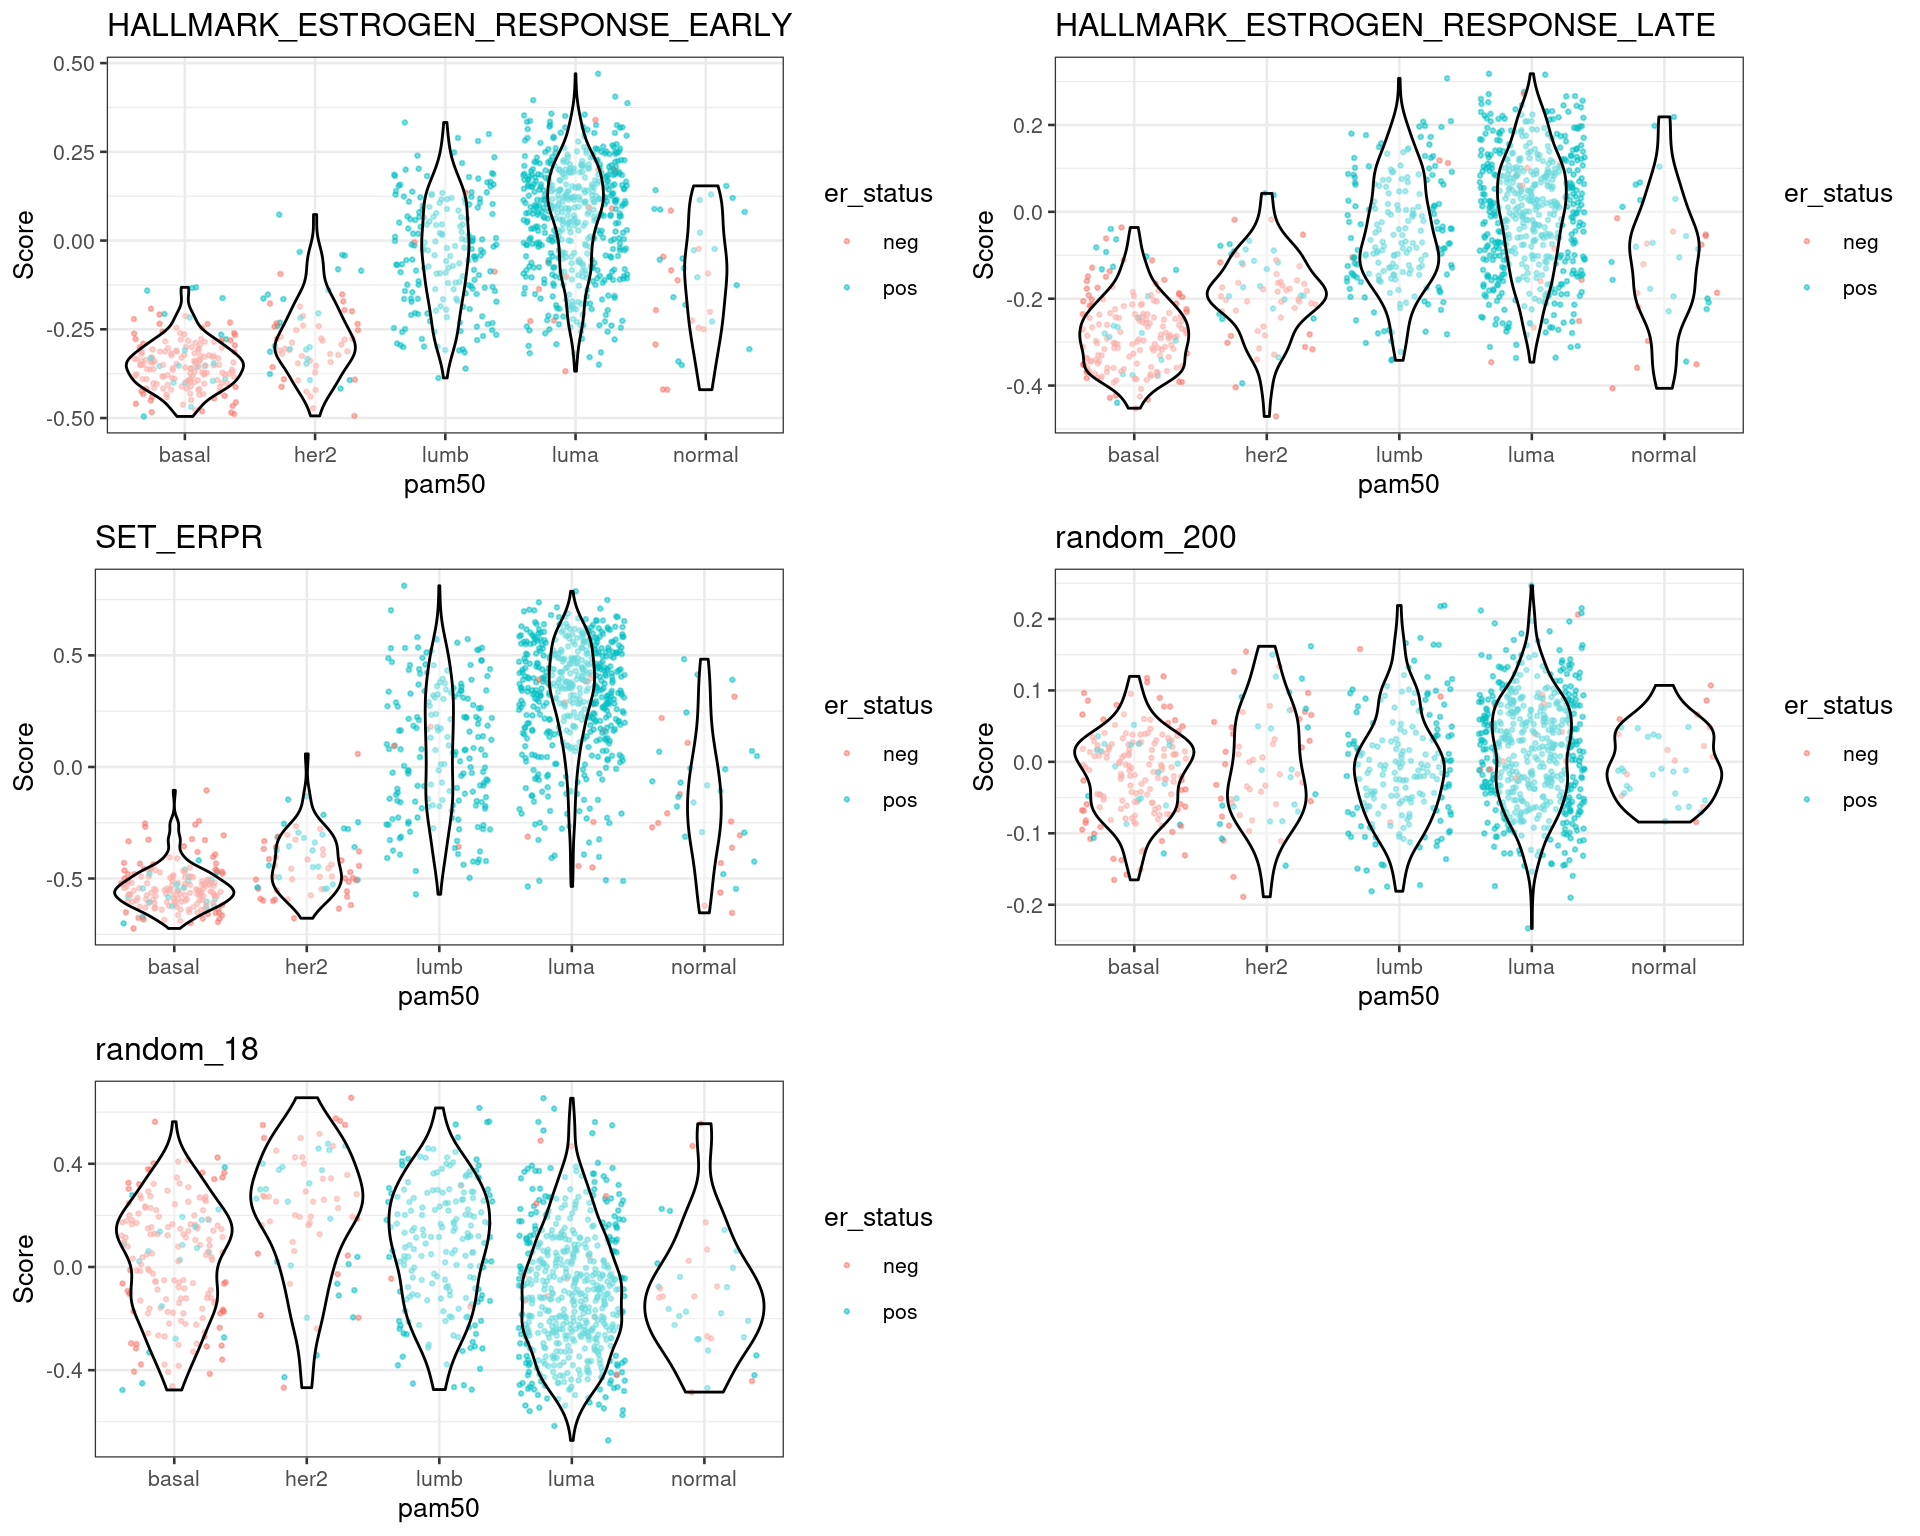 HALLMARK_ESTROGEN_RESPONSE_EARLY
0.50
0.25
0.00
-0.25
-0.50
Score
basal her2 lumb luma normal
pam50
er_status
neg
pos
HALLMARK_ESTROGEN_RESPONSE_LATE
0.2
0.0
-0.2
-0.4
Score
basal her2 lumb luma normal
pam50
er_status
neg
pos
SET_ERPR
0.5
0.0
-0.5
Score
basal her2 lumb luma normal
pam50
er_status
neg
pos
random_200
0.2
0.1
0.0
-0.1
-0.2
Score
basal her2 lumb luma normal
pam50
er_status
neg
pos
random_18
0.4
0.0
-0.4
Score
basal her2 lumb luma normal
pam50
er_status
neg
pos